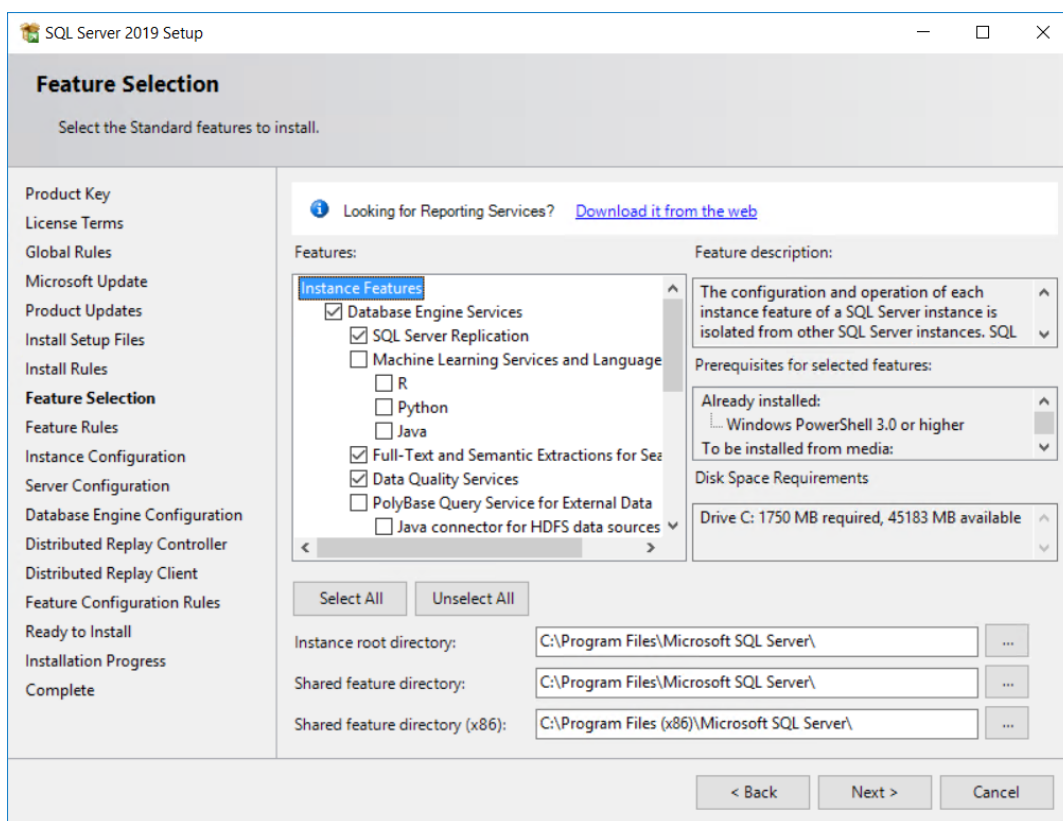 SQL Server 2019 Setup
Feature Selection
Select the Standard features to install.
Product Key
License Terms
Global Rules
Microsoft Update
Product Updates
Install Setup Files
Install Rules
Feature Selection
Feature Rules
Instance Configuration
Server Configuration
Database Engine Configuration
Distributed Replay Controller
Distributed Replay Client
Feature Configuration Rules
Ready to Install
Installation Progress
Complete
Looking for Reporting Services? Download it from the web
Features:
Instance Features
Database Engine Services
SQL Server Replication
Machine Learning Services and Language
R
Python
Java
Full-Text and Semantic Extractions for Sea
Data Quality Services
PolyBase Query Service for External Data
Java connector for HDFS data sources
Feature description:
The configuration and operation of each
instance feature of a SQL Server instance is
isolated from other SQL Server instances. SQL
Prerequisites for selected features:
Already installed:
Windows PowerShell 3.0 or higher
To be installed from media:
Disk Space Requirements
Drive C: 1750 MB required, 45183 MB available
Select All
Unselect All
Instance root directory: C:\Program Files\Microsoft SQL Server\ ...
Shared feature directory: C:\Program Files\Microsoft SQL Server\ ...
Shared feature directory (x86): C:\Program Files (x86)\Microsoft SQL Server\ ...
< Back
Next >
Cancel